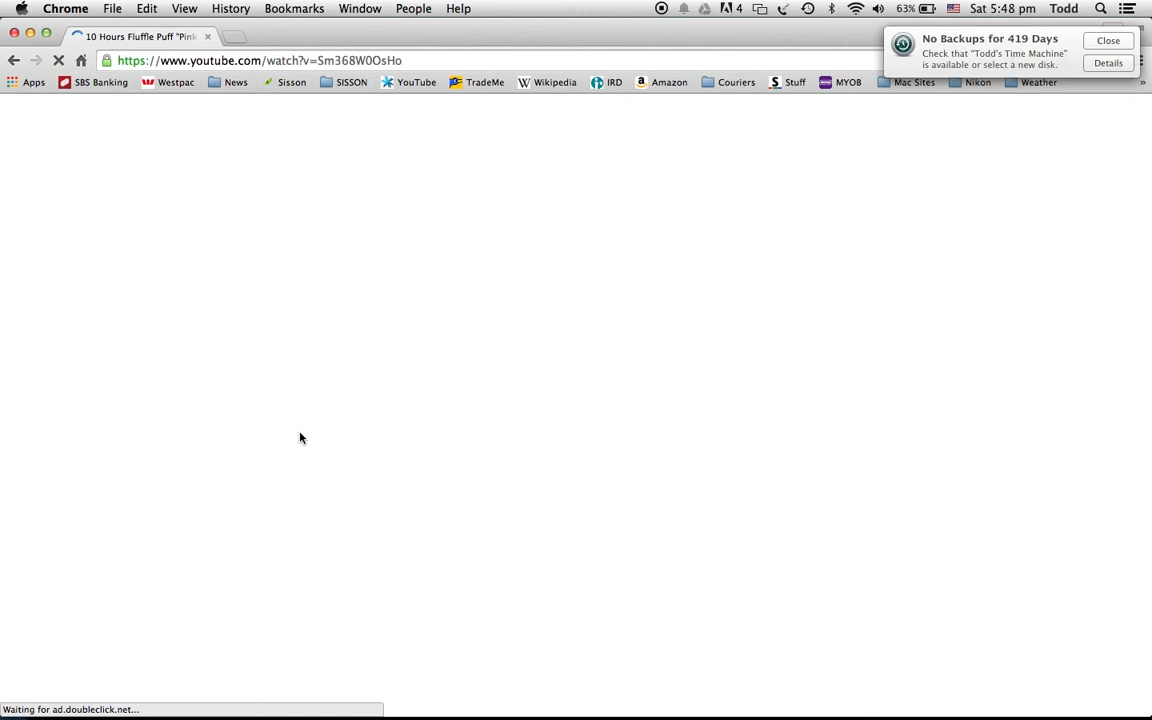 Chrome File Edit View History Bookmarks Window People Help 4 63% Sat 5:48 pm Todd
10 Hours Fluffle Puff "Pink
No Backups for 419 Days Close
Check that "Todd's Time Machine"
is available or select a new disk. Details
https://www.youtube.com/watch?v=Sm368W0OsHo
Apps SBS Banking Westpac News Sisson SISSON YouTube TradeMe Wikipedia IRD Amazon Couriers Stuff MYOB Mac Sites Nikon Weather »
Waiting for ad.doubleclick.net...